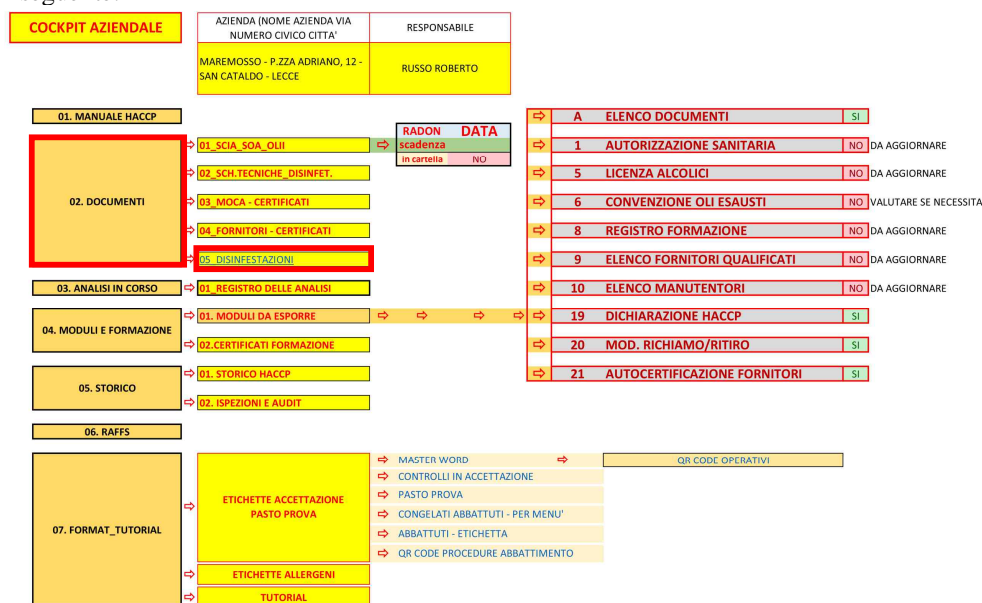 COCKPIT AZIENDALE
AZIENDA (NOME AZIENDA VIA
NUMERO CIVICO CITTA'
RESPONSABILE
MAREMOSSO - P.ZZA ADRIANO, 12 -
SAN CATALDO - LECCE
RUSSO ROBERTO
01. MANUALE HACCP
02. DOCUMENTI
01_SCIA_SOA_OLII
02_SCH.TECNICHE_DISINFET.
03_MOCA - CERTIFICATI
04_FORNITORI - CERTIFICATI
05_DISINFESTAZIONI
RADON DATA
scadenza
in cartella NO
03. ANALISI IN CORSO
01_REGISTRO DELLE ANALISI
04. MODULI E FORMAZIONE
01. MODULI DA ESPORRE
02.CERTIFICATI FORMAZIONE
05. STORICO
01. STORICO HACCP
02. ISPEZIONI E AUDIT
06. RAFFS
A ELENCO DOCUMENTI SI
1 AUTORIZZAZIONE SANITARIA NO DA AGGIORNARE
5 LICENZA ALCOLICI NO DA AGGIORNARE
6 CONVENZIONE OLI ESAUSTI NO VALUTARE SE NECESSITA
8 REGISTRO FORMAZIONE NO DA AGGIORNARE
9 ELENCO FORNITORI QUALIFICATI NO DA AGGIORNARE
10 ELENCO MANUTENTORI NO DA AGGIORNARE
19 DICHIARAZIONE HACCP SI
20 MOD. RICHIAMO/RITIRO SI
21 AUTOCERTIFICAZIONE FORNITORI SI
07. FORMAT_TUTORIAL
ETICHETTE ACCETTAZIONE
PASTO PROVA
MASTER WORD
QR CODE OPERATIVI
CONTROLLI IN ACCETTAZIONE
PASTO PROVA
CONGELATI ABBATTUTI - PER MENU'
ABBATTUTI - ETICHETTA
QR CODE PROCEDURE ABBATTIMENTO
ETICHETTE ALLERGENI
TUTORIAL